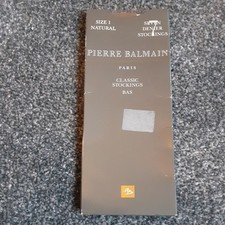 SIZE 1
NATURAL
SEVEN
DENIER
STOCKINGS
PIERRE BALMAIN
PARIS
CLASSIC
STOCKINGS
BAS